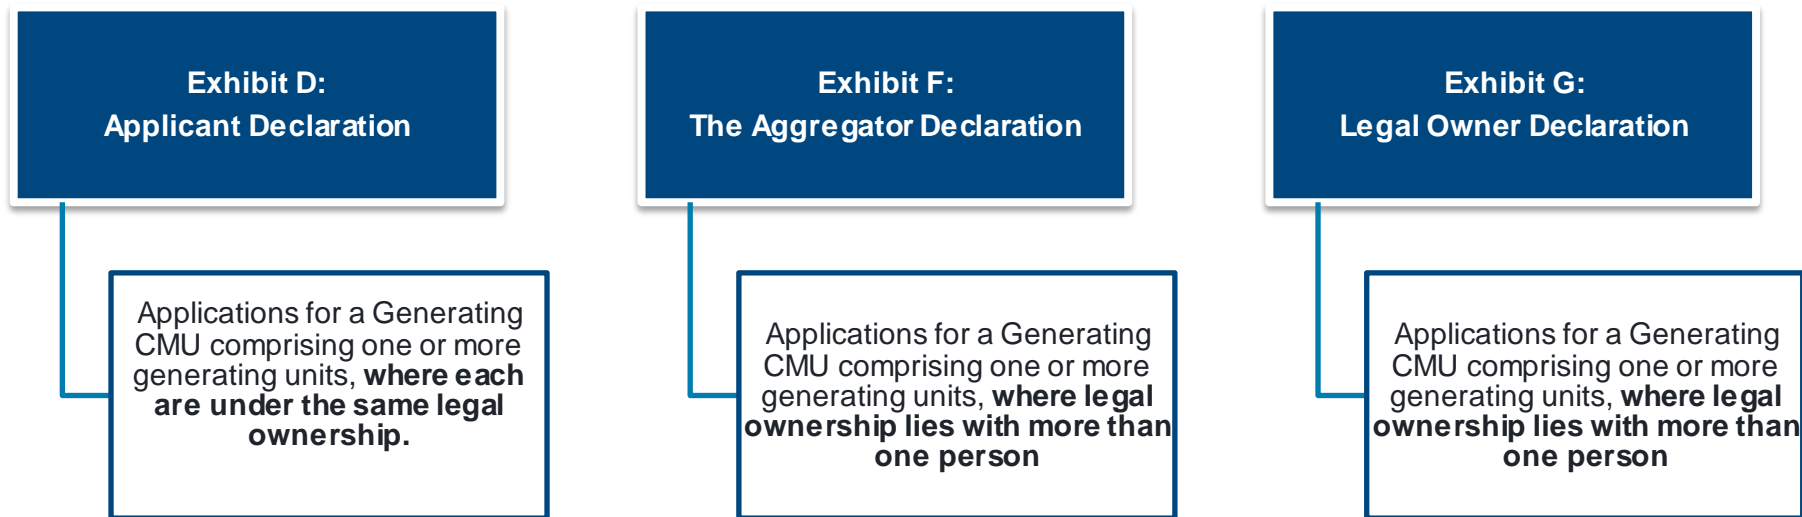 Exhibit D:
Applicant Declaration
Applications for a Generating
CMU comprising one or more
generating units, where each
are under the same legal
ownership.
Exhibit F:
The Aggregator Declaration
Applications for a Generating
CMU comprising one or more
generating units, where legal
ownership lies with more than
one person
Exhibit G:
Legal Owner Declaration
Applications for a Generating
CMU comprising one or more
generating units, where legal
ownership lies with more than
one person